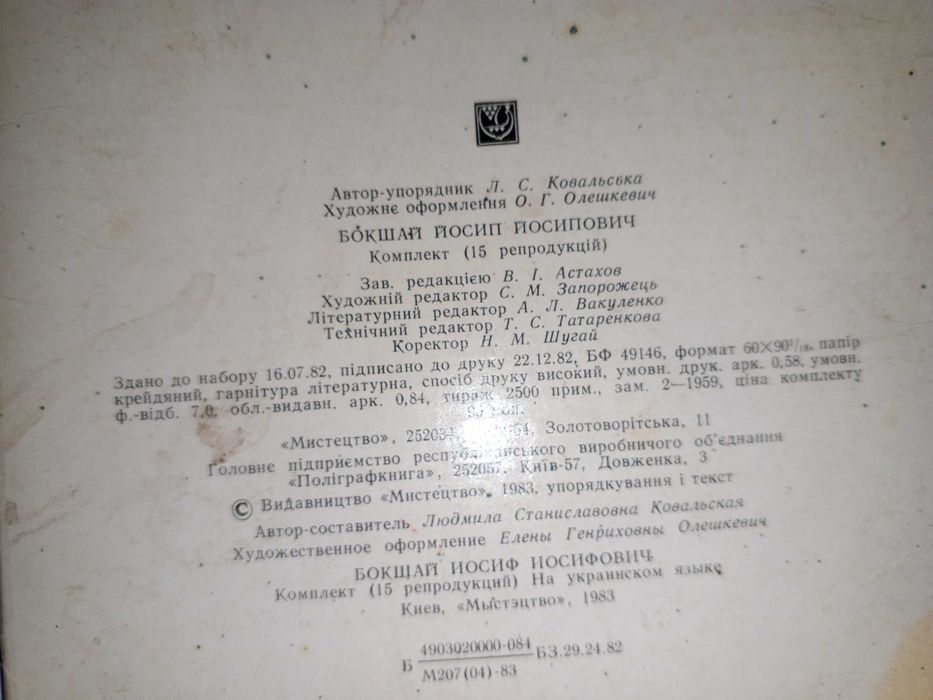 Автор-упорядник Л. С. Ковальська
Художнє оформлення О. Г. Олешкевич
БОКШАЙ ЙОСИП ЙОСИПОВИЧ
Комплект (15 репродукцій)
Зав. редакцією В. І. Астахов
Художній редактор С. М. Запорожець
Літературний редактор А. Л. Вакуленко
Технічний редактор Т. С. Татаренкова
Коректор Н. М. Шугай
Здано до набору 16.07.82, підписано до друку 22.12.82, БФ 49146, формат папір
крейдяний, гарнітура літературна, спосіб друку високий, умовн. друк. арк. 0,58, умовн.
ф.-відб. 7,0, обл.-видавн. арк. 0,84, тираж 2500 прим., зам. 2—1959, ціна комплекту
коп.
«Мистецтво», Золотоворітська, 11
Головне підприємство республіканського виробничого об'єднання
«Поліграфкнига», 252057, Київ-57, Довженка, 3
© Видавництво «Мистецтво», 1983, упорядкування і текст
Автор-составитель Людмила Станиславовна Ковальская
Художественное оформление Елены Генриховны Олешкевич
БОКШАЙ ИОСИФ ИОСИФОВИЧ
Комплект (15 репродукций) На украинском языке
Киев, «Мыстэцтво», 1983
4903020000-084
Б БЗ.29.24.82
М207(04)-83